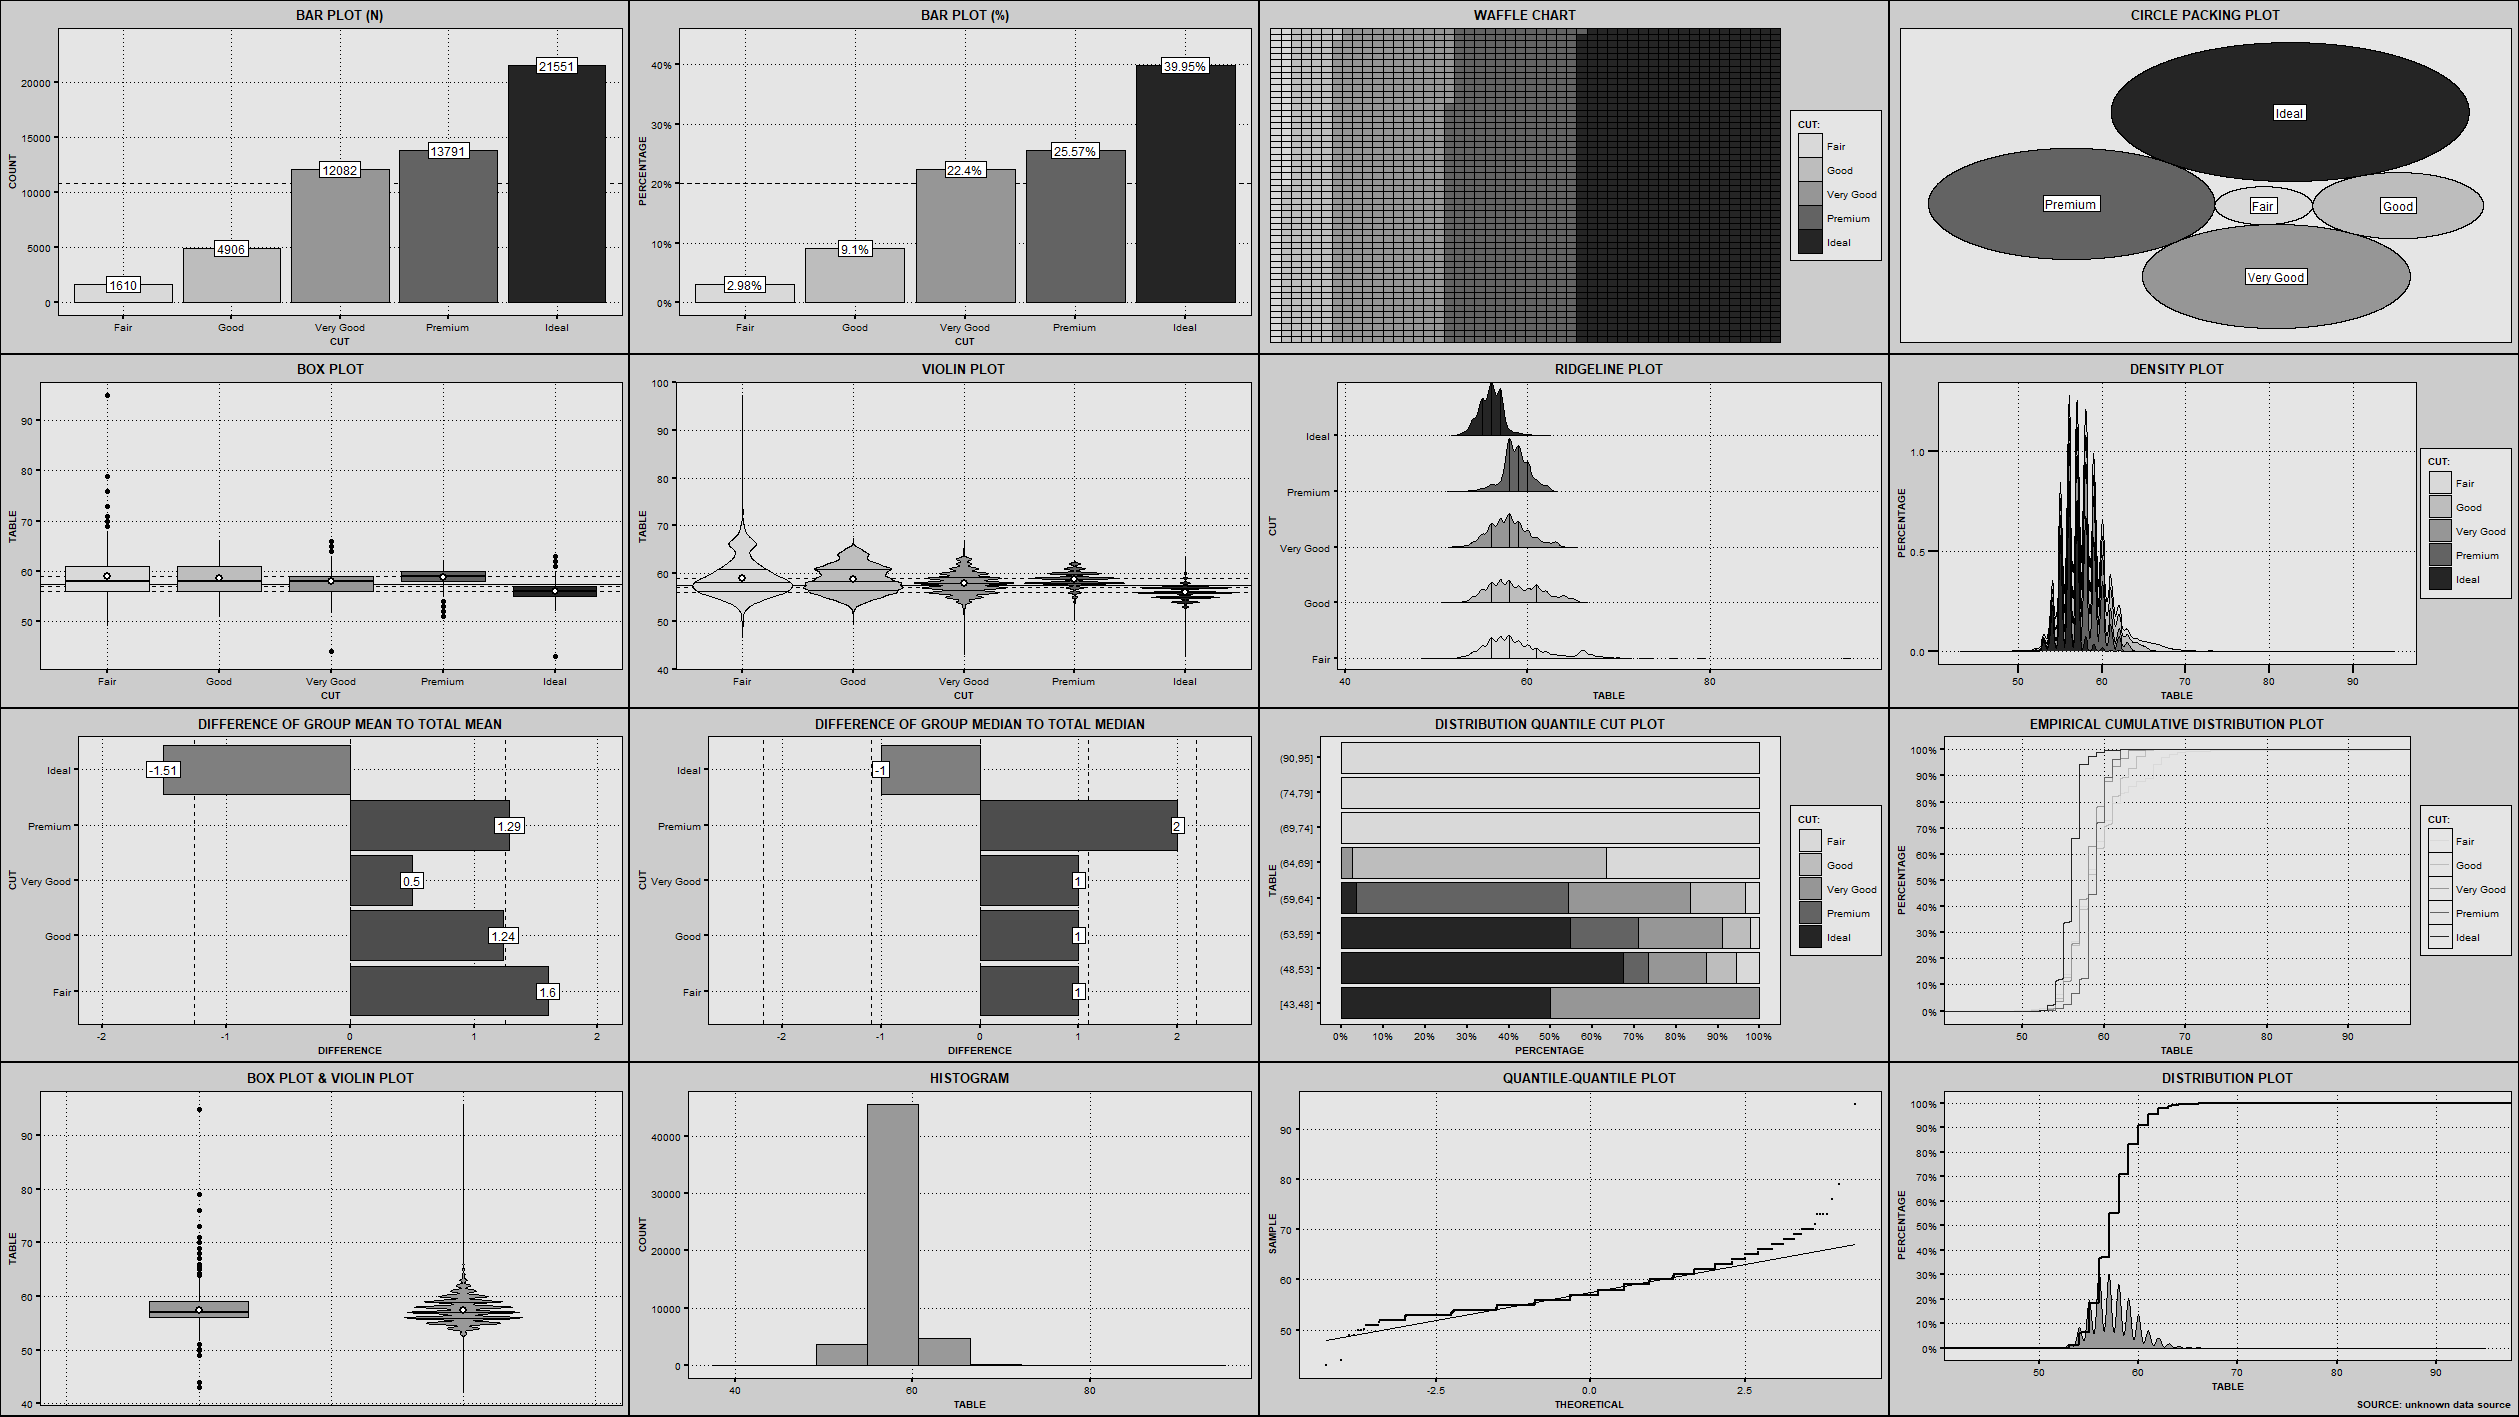 BAR PLOT (N)
COUNT
20000
15000
10000
5000
0
1610
4906
12082
13791
21551
Fair Good Very Good Premium Ideal
CUT
BAR PLOT (%)
PERCENTAGE
40%
30%
20%
10%
0%
2.98%
9.1%
22.4%
25.57%
39.95%
Fair Good Very Good Premium Ideal
CUT
WAFFLE CHART
CUT:
Fair
Good
Very Good
Premium
Ideal
CIRCLE PACKING PLOT
Ideal
Premium
Fair
Good
Very Good
BOX PLOT
TABLE
90
80
70
60
50
Fair Good Very Good Premium Ideal
CUT
VIOLIN PLOT
TABLE
100
90
80
70
60
50
40
Fair Good Very Good Premium Ideal
CUT
RIDGELINE PLOT
CUT
Ideal
Premium
Very Good
Good
Fair
40 60 80
TABLE
DENSITY PLOT
PERCENTAGE
1.0
0.5
0.0
50 60 70 80 90
TABLE
CUT:
Fair
Good
Very Good
Premium
Ideal
DIFFERENCE OF GROUP MEAN TO TOTAL MEAN
CUT
Ideal
Premium
Very Good
Good
Fair
-1.51
1.29
0.5
1.24
1.6
-2 -1 0 1 2
DIFFERENCE
DIFFERENCE OF GROUP MEDIAN TO TOTAL MEDIAN
CUT
Ideal
Premium
Very Good
Good
Fair
-1
2
1
1
1
-2 -1 0 1 2
DIFFERENCE
DISTRIBUTION QUANTILE CUT PLOT
TABLE
(90,95]
(74,79]
(69,74]
(64,69]
(59,64]
(53,59]
(48,53]
[43,48]
0% 10% 20% 30% 40% 50% 60% 70% 80% 90% 100%
PERCENTAGE
CUT:
Fair
Good
Very Good
Premium
Ideal
EMPIRICAL CUMULATIVE DISTRIBUTION PLOT
PERCENTAGE
100%
90%
80%
70%
60%
50%
40%
30%
20%
10%
0%
50 60 70 80 90
TABLE
CUT:
Fair
Good
Very Good
Premium
Ideal
BOX PLOT & VIOLIN PLOT
TABLE
90
80
70
60
50
40
HISTOGRAM
COUNT
40000
30000
20000
10000
0
40 60 80
TABLE
QUANTILE-QUANTILE PLOT
SAMPLE
90
80
70
60
50
-2.5 0.0 2.5
THEORETICAL
DISTRIBUTION PLOT
PERCENTAGE
100%
90%
80%
70%
60%
50%
40%
30%
20%
10%
0%
50 60 70 80 90
TABLE
SOURCE: unknown data source